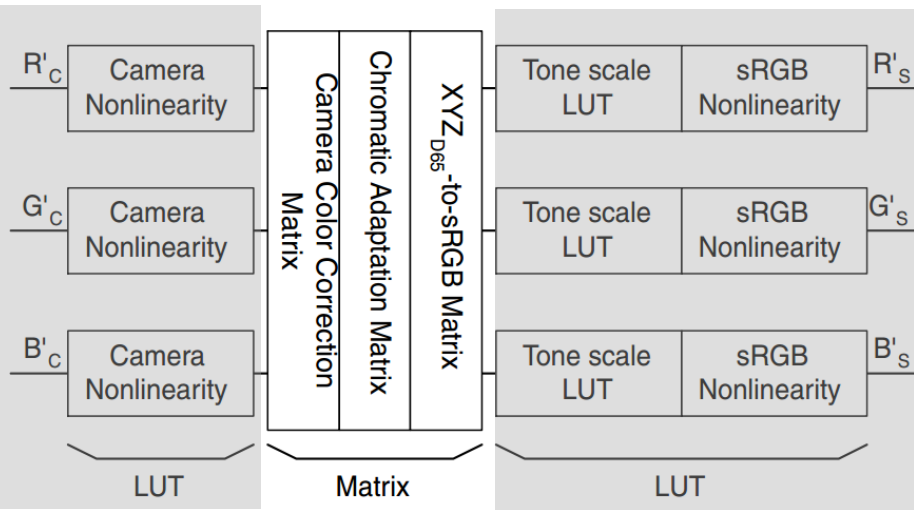 R'C
Camera
Nonlinearity
Camera Color Correction
Matrix
Chromatic Adaptation Matrix
XYZD65-to-sRGB Matrix
Tone scale
LUT
sRGB
Nonlinearity
R'S
G'C
Camera
Nonlinearity
Tone scale
LUT
sRGB
Nonlinearity
G'S
B'C
Camera
Nonlinearity
Tone scale
LUT
sRGB
Nonlinearity
B'S
LUT
Matrix
LUT